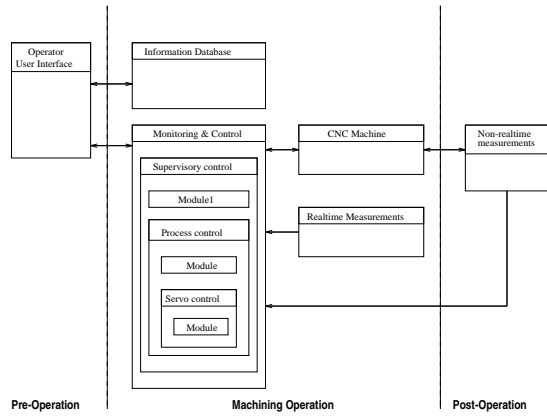 Operator
User Interface
Information Database
Monitoring & Control
CNC Machine
Non-realtime
measurements
Supervisory control
Module1
Realtime Measurements
Process control
Module
Servo control
Module
Pre-Operation
Machining Operation
Post-Operation